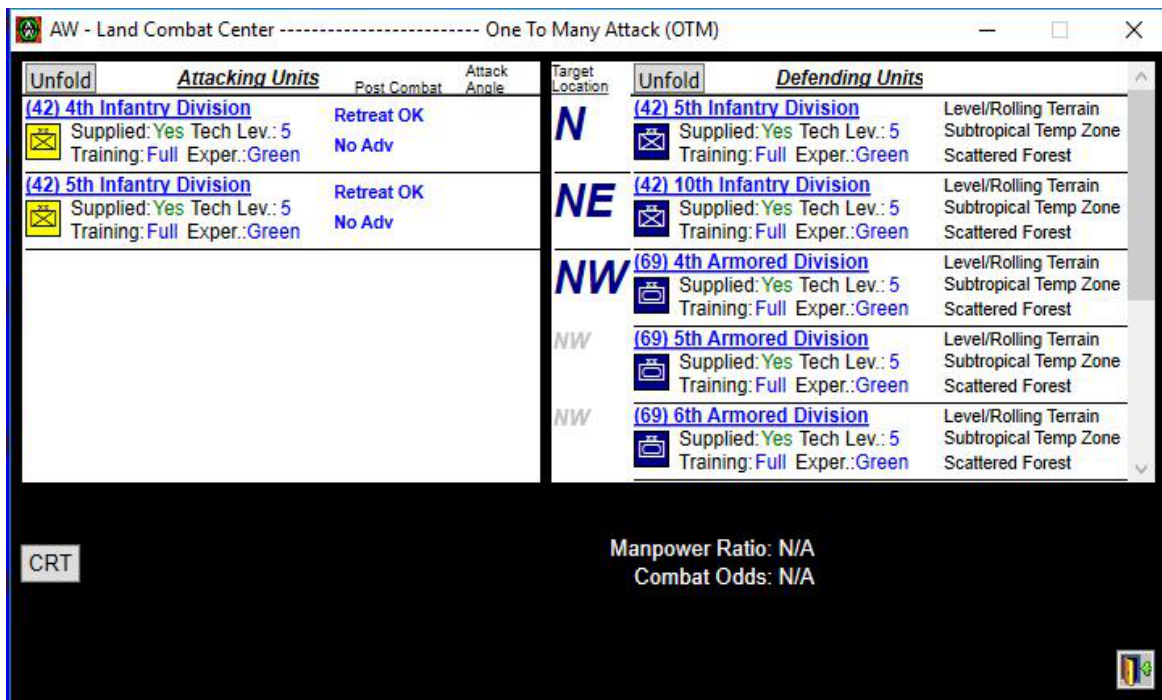 AW - Land Combat Center ------------------------- One To Many Attack (OTM)
Unfold Attacking Units Post Combat Attack Angle
(42) 4th Infantry Division Retreat OK
Supplied: Yes Tech Lev.: 5
No Adv
Training: Full Exper.: Green
(42) 5th Infantry Division Retreat OK
Supplied: Yes Tech Lev.: 5
No Adv
Training: Full Exper.: Green
Target Location Unfold Defending Units
N (42) 5th Infantry Division Level/Rolling Terrain
Supplied: Yes Tech Lev.: 5 Subtropical Temp Zone
Training: Full Exper.: Green Scattered Forest
NE (42) 10th Infantry Division Level/Rolling Terrain
Supplied: Yes Tech Lev.: 5 Subtropical Temp Zone
Training: Full Exper.: Green Scattered Forest
NW (69) 4th Armored Division Level/Rolling Terrain
Supplied: Yes Tech Lev.: 5 Subtropical Temp Zone
Training: Full Exper.: Green Scattered Forest
NW (69) 5th Armored Division Level/Rolling Terrain
Supplied: Yes Tech Lev.: 5 Subtropical Temp Zone
Training: Full Exper.: Green Scattered Forest
NW (69) 6th Armored Division Level/Rolling Terrain
Supplied: Yes Tech Lev.: 5 Subtropical Temp Zone
Training: Full Exper.: Green Scattered Forest
CRT
Manpower Ratio: N/A
Combat Odds: N/A